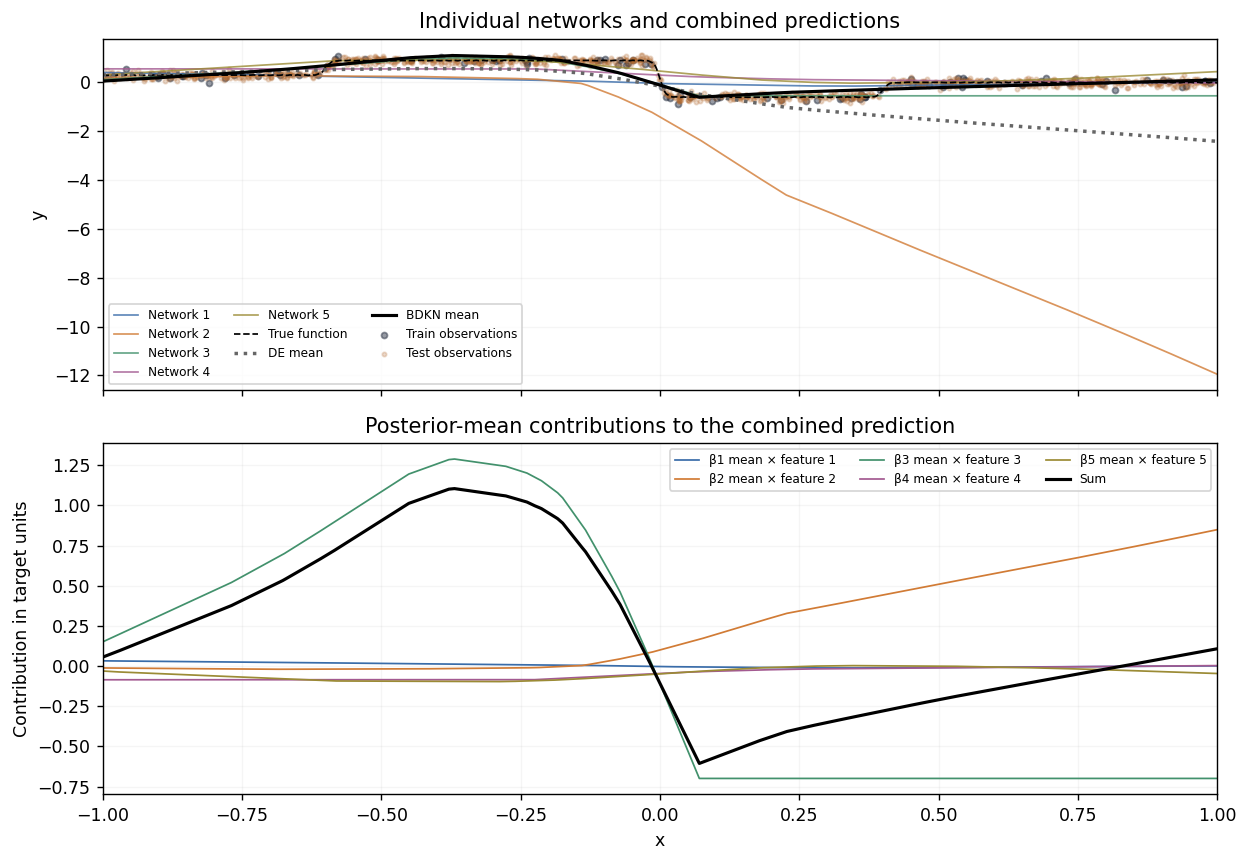 Individual networks and combined predictions
0
−2
−4
−6
−8
−10
−12
y
Network 1
Network 2
Network 3
Network 4
Network 5
True function
DE mean
BDKN mean
Train observations
Test observations
Posterior-mean contributions to the combined prediction
1.25
1.00
0.75
0.50
0.25
0.00
−0.25
−0.50
−0.75
Contribution in target units
β1 mean × feature 1
β2 mean × feature 2
β3 mean × feature 3
β4 mean × feature 4
β5 mean × feature 5
Sum
−1.00 −0.75 −0.50 −0.25 0.00 0.25 0.50 0.75 1.00
x